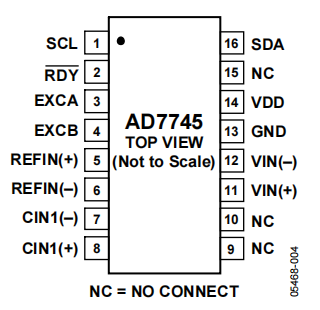 SCL 1 16 SDA
RDY 2 15 NC
EXCA 3 14 VDD
EXCB 4 13 GND
REFIN(+) 5 12 VIN(–)
REFIN(–) 6 11 VIN(+)
CIN1(–) 7 10 NC
CIN1(+) 8 9 NC
AD7745
TOP VIEW
(Not to Scale)
NC = NO CONNECT
05468-004